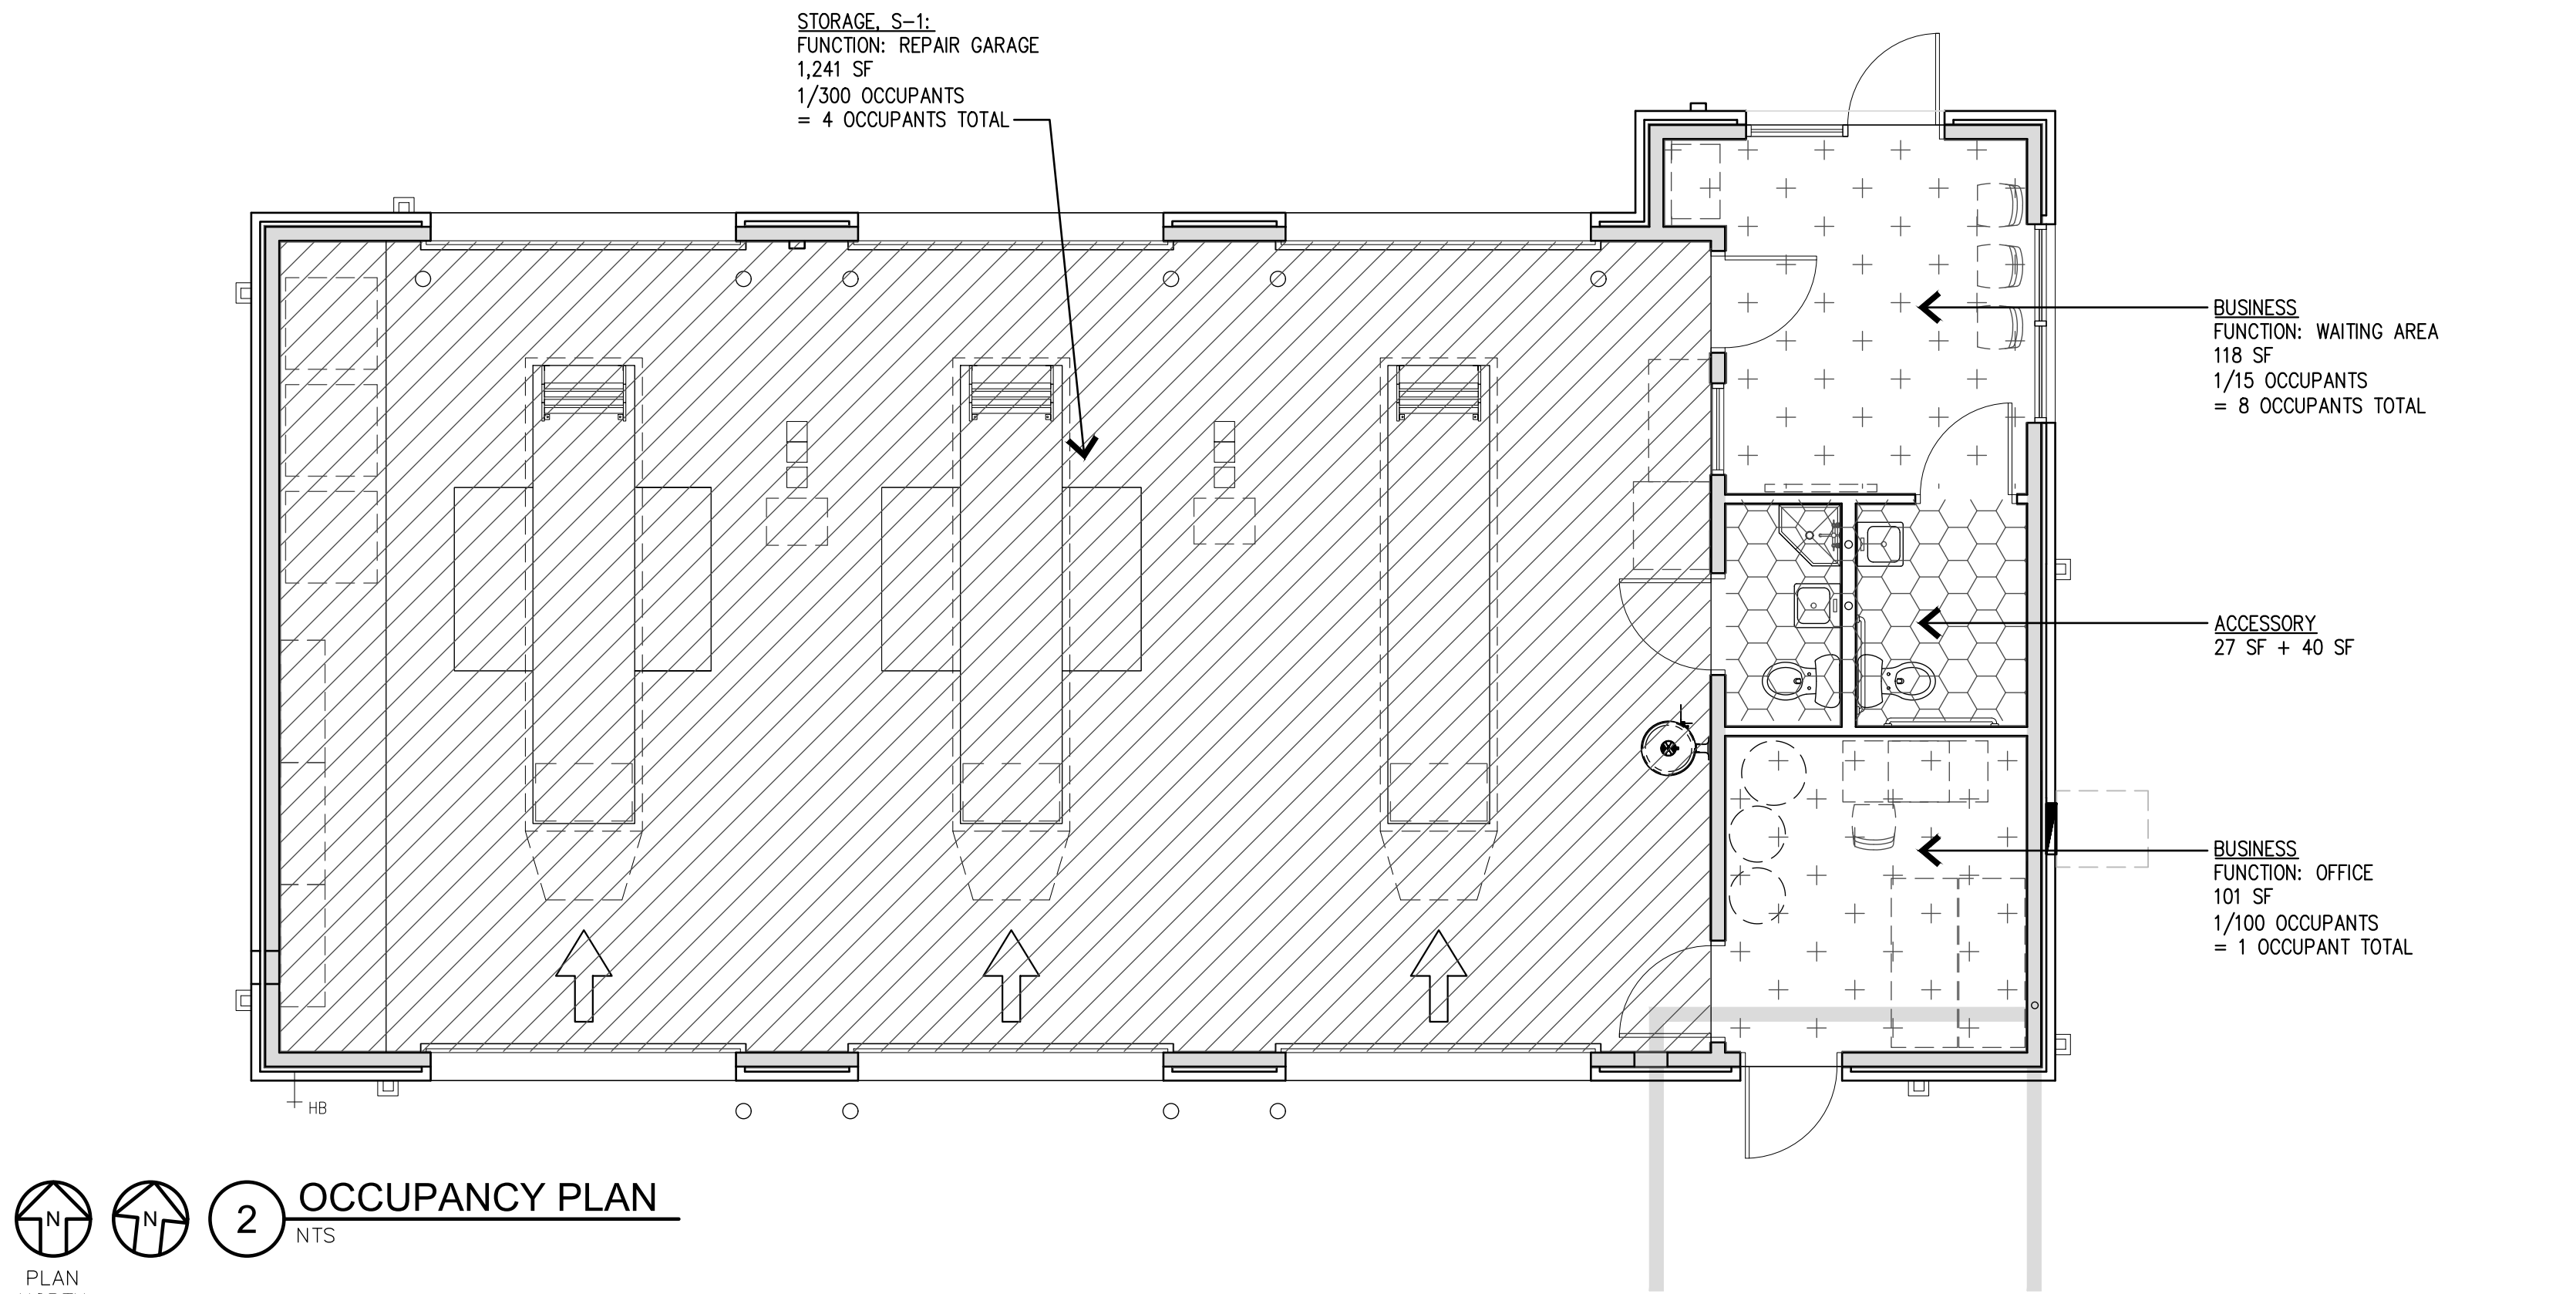 STORAGE, S-1:
FUNCTION: REPAIR GARAGE
1,241 SF
1/300 OCCUPANTS
= 4 OCCUPANTS TOTAL
BUSINESS
FUNCTION: WAITING AREA
118 SF
1/15 OCCUPANTS
= 8 OCCUPANTS TOTAL
ACCESSORY
27 SF + 40 SF
BUSINESS
FUNCTION: OFFICE
101 SF
1/100 OCCUPANTS
= 1 OCCUPANT TOTAL
HB
N
N
2
OCCUPANCY PLAN
NTS
PLAN